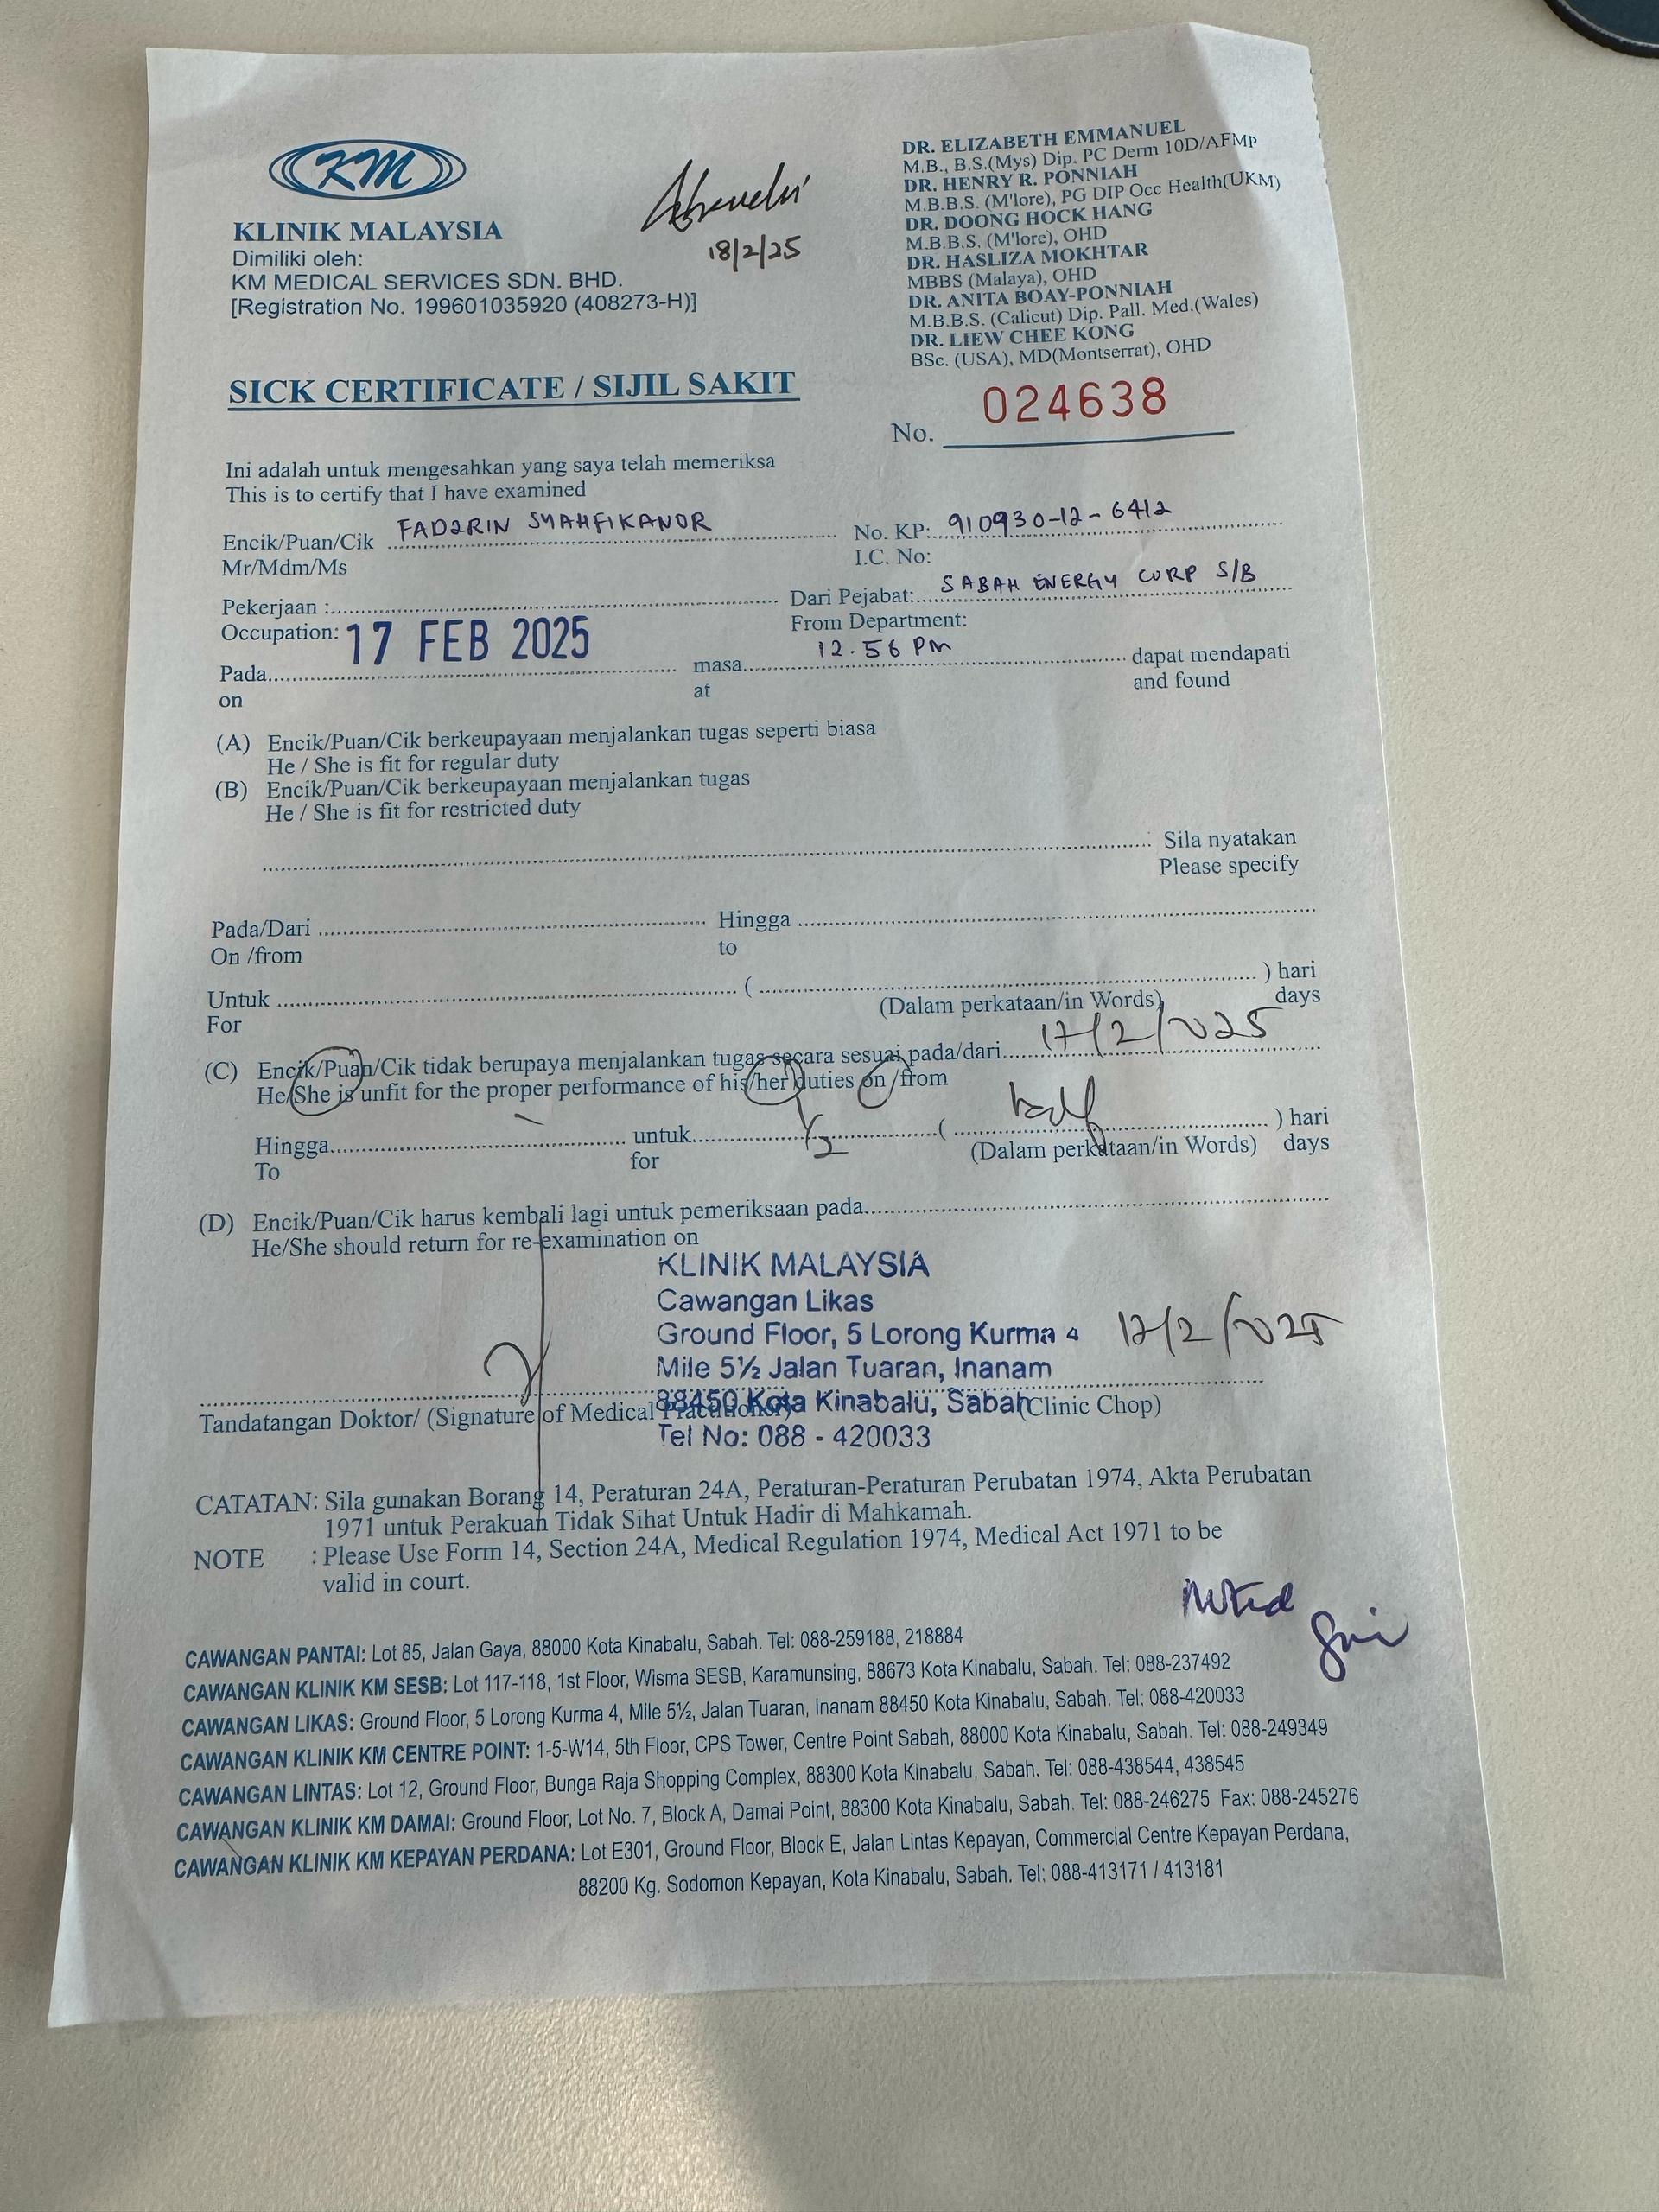 KM
KLINIK MALAYSIA
Dimiliki oleh:
KM MEDICAL SERVICES SDN. BHD.
[Registration No. 199601035920 (408273-H)]
18/2/25
DR. ELIZABETH EMMANUEL
M.B., B.S.(Mys) Dip. PC Derm 10D/AFMP
DR. HENRY R. PONNIAH
M.B.B.S. (M'lore), PG DIP Occ Health(UKM)
DR. DOONG HOCK HANG
M.B.B.S. (M'lore), OHD
DR. HASLIZA MOKHTAR
MBBS (Malaya), OHD
DR. ANITA BOAY-PONNIAH
M.B.B.S. (Calicut) Dip. Pall. Med.(Wales)
DR. LIEW CHEE KONG
BSc. (USA), MD(Montserrat), OHD
SICK CERTIFICATE / SIJIL SAKIT
No. 024638
Ini adalah untuk mengesahkan yang saya telah memeriksa
This is to certify that I have examined
Encik/Puan/Cik FADZRIN SYAHFIKANOR No. KP: 910930-12-6412
Mr/Mdm/Ms I.C. No:
Pekerjaan : Dari Pejabat: SABAH ENERGY CORP S/B
Occupation: From Department:
Pada 17 FEB 2025 masa 12.56 PM dapat mendapati
on at and found
(A) Encik/Puan/Cik berkeupayaan menjalankan tugas seperti biasa
He / She is fit for regular duty
(B) Encik/Puan/Cik berkeupayaan menjalankan tugas
He / She is fit for restricted duty
Sila nyatakan
Please specify
Pada/Dari Hingga
On /from to
Untuk ( ) hari
For (Dalam perkataan/in Words) days
(C) Encik/Puan/Cik tidak berupaya menjalankan tugas secara sesuai pada/dari 17/2/2025
He/She is unfit for the proper performance of his/her duties on /from
Hingga - untuk 1/2 ( half ) hari
To for (Dalam perkataan/in Words) days
(D) Encik/Puan/Cik harus kembali lagi untuk pemeriksaan pada
He/She should return for re-examination on
KLINIK MALAYSIA
Cawangan Likas
Ground Floor, 5 Lorong Kurma 4
Mile 5½ Jalan Tuaran, Inanam
88450 Kota Kinabalu, Sabah
Tel No: 088 - 420033
17/2/2025
Tandatangan Doktor/ (Signature of Medical Practitioner) (Clinic Chop)
CATATAN: Sila gunakan Borang 14, Peraturan 24A, Peraturan-Peraturan Perubatan 1974, Akta Perubatan
1971 untuk Perakuan Tidak Sihat Untuk Hadir di Mahkamah.
NOTE : Please Use Form 14, Section 24A, Medical Regulation 1974, Medical Act 1971 to be
valid in court.
Noted
CAWANGAN PANTAI: Lot 85, Jalan Gaya, 88000 Kota Kinabalu, Sabah. Tel: 088-259188, 218884
CAWANGAN KLINIK KM SESB: Lot 117-118, 1st Floor, Wisma SESB, Karamunsing, 88673 Kota Kinabalu, Sabah. Tel: 088-237492
CAWANGAN LIKAS: Ground Floor, 5 Lorong Kurma 4, Mile 5½, Jalan Tuaran, Inanam 88450 Kota Kinabalu, Sabah. Tel: 088-420033
CAWANGAN KLINIK KM CENTRE POINT: 1-5-W14, 5th Floor, CPS Tower, Centre Point Sabah, 88000 Kota Kinabalu, Sabah. Tel: 088-249349
CAWANGAN LINTAS: Lot 12, Ground Floor, Bunga Raja Shopping Complex, 88300 Kota Kinabalu, Sabah. Tel: 088-438544, 438545
CAWANGAN KLINIK KM DAMAI: Ground Floor, Lot No. 7, Block A, Damai Point, 88300 Kota Kinabalu, Sabah. Tel: 088-246275 Fax: 088-245276
CAWANGAN KLINIK KM KEPAYAN PERDANA: Lot E301, Ground Floor, Block E, Jalan Lintas Kepayan, Commercial Centre Kepayan Perdana,
88200 Kg. Sodomon Kepayan, Kota Kinabalu, Sabah. Tel: 088-413171 / 413181